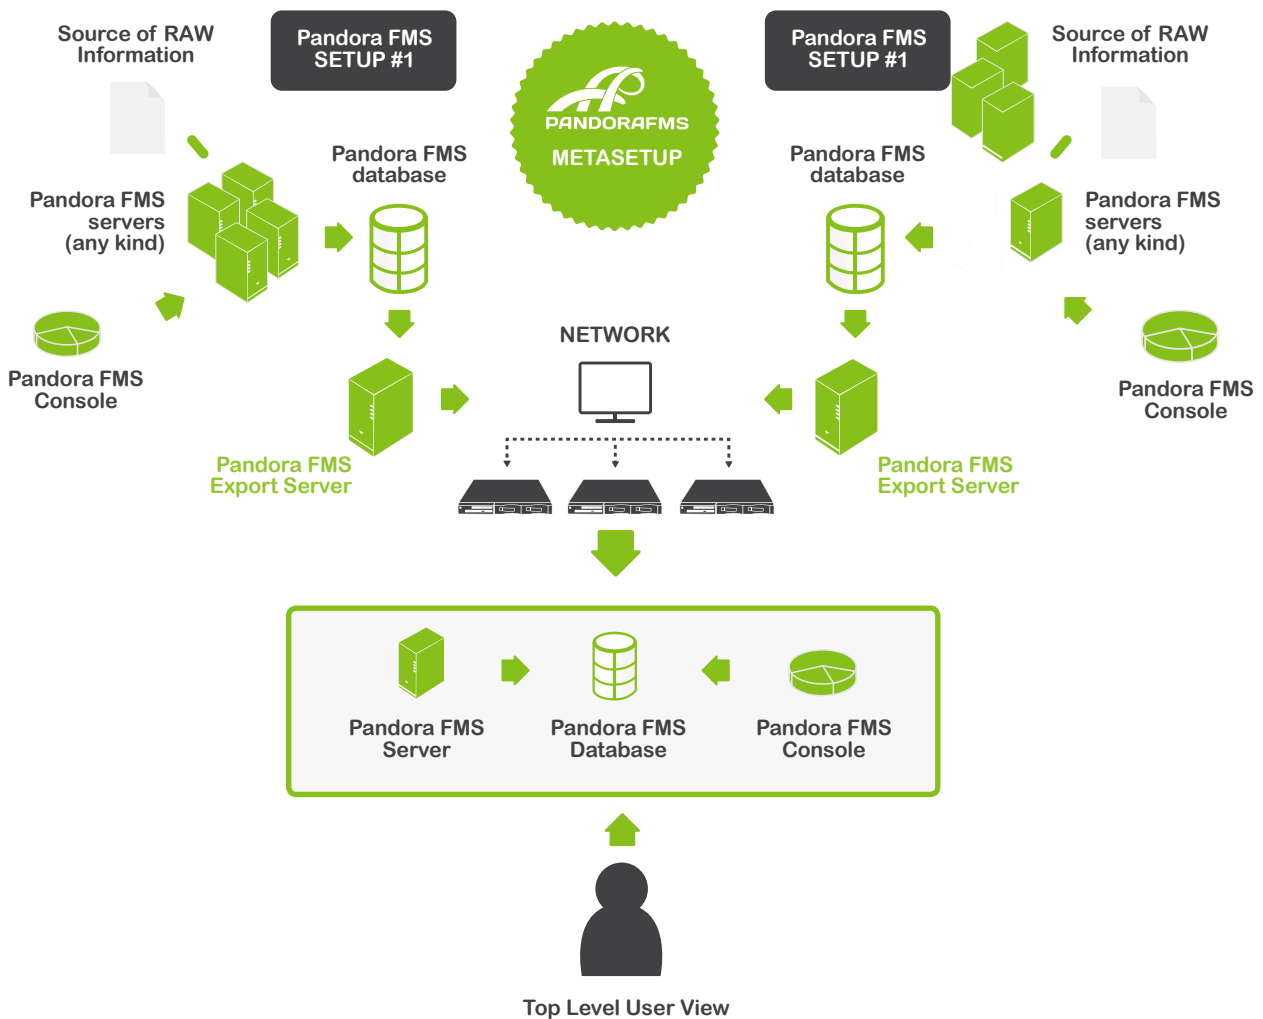 Source of RAW
Information
Pandora FMS
SETUP #1
PANDORAFMS
METASETUP
Pandora FMS
SETUP #1
Source of RAW
Information
Pandora FMS
database
Pandora FMS
database
Pandora FMS
servers
(any kind)
Pandora FMS
servers
(any kind)
NETWORK
Pandora FMS
Console
Pandora FMS
Console
Pandora FMS
Export Server
Pandora FMS
Export Server
Pandora FMS
Server
Pandora FMS
Database
Pandora FMS
Console
Top Level User View